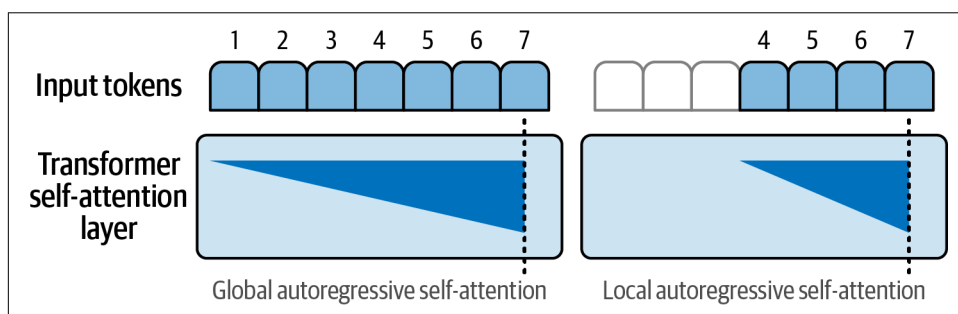 1 2 3 4 5 6 7
4 5 6 7
Input tokens
Transformer
self-attention
layer
Global autoregressive self-attention
Local autoregressive self-attention